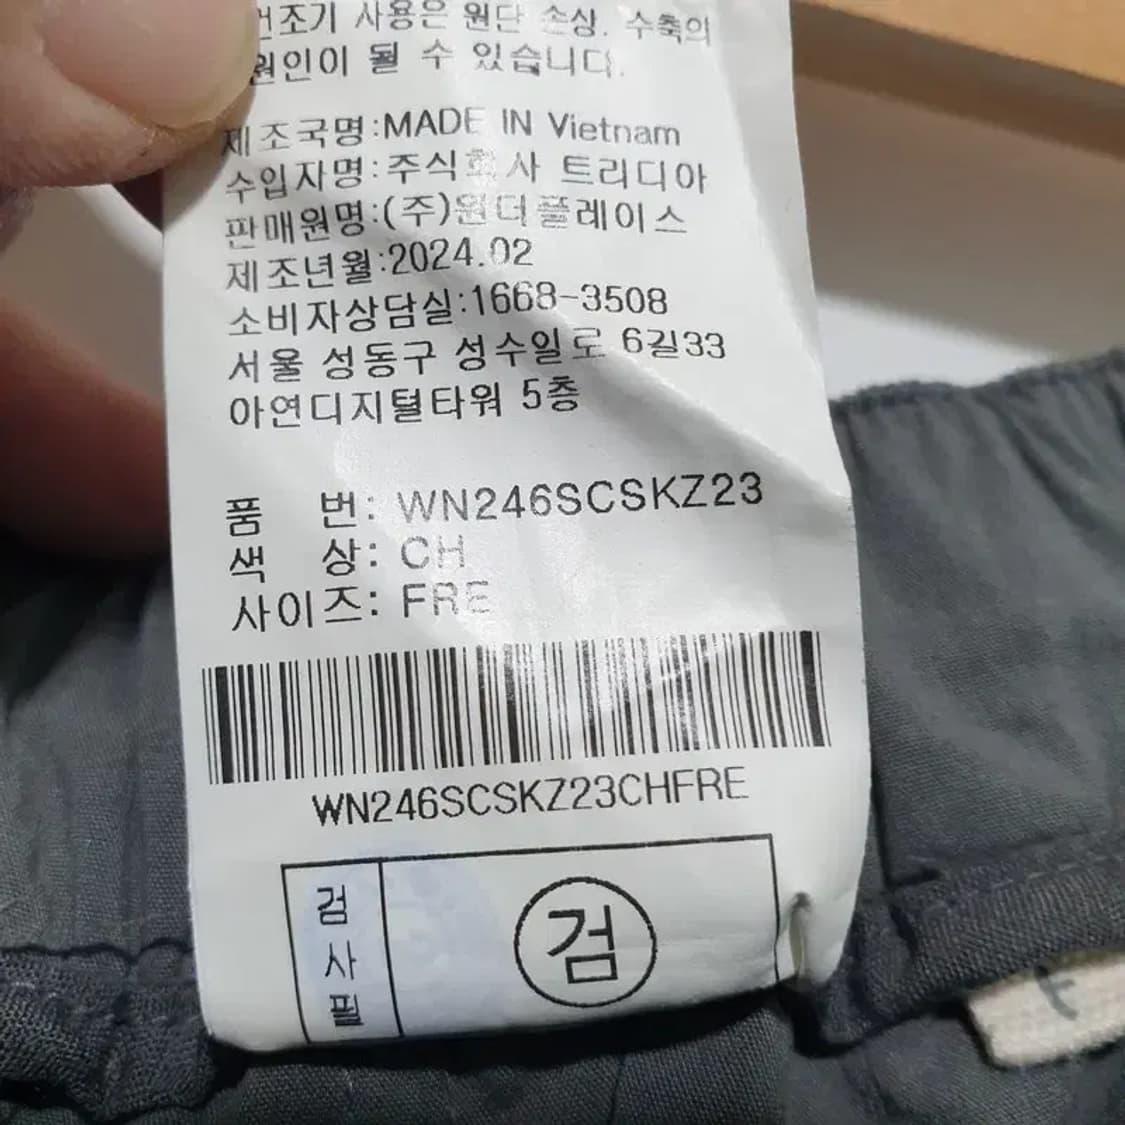 건조기 사용은 원단 손상. 수축의
원인이 될 수 있습니다.
제조국명:MADE IN Vietnam
수입자명:주식회사 트리디아
판매원명:(주)원더플레이스
제조년월:2024.02
소비자상담실:1668-3508
서울 성동구 성수일로 6길33
아연디지털타워 5층
품 번: WN246SCSKZ23
색 상: CH
사이즈: FRE
WN246SCSKZ23CHFRE
검사필 검